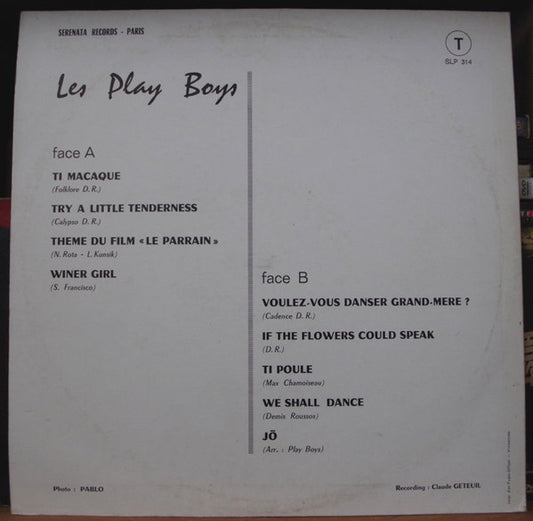 SERENATA RECORDS - PARIS
T
SLP 314
Les Play Boys
face A
TI MACAQUE
(Folklore D.R.)
TRY A LITTLE TENDERNESS
(Calypso D.R.)
THEME DU FILM « LE PARRAIN »
(N. Rota - L. Kunsik)
WINER GIRL
(S. Francisco)
face B
VOULEZ-VOUS DANSER GRAND-MERE ?
(Cadence D.R.)
IF THE FLOWERS COULD SPEAK
(D.R.)
TI POULE
(Max Chamoiseau)
WE SHALL DANCE
(Demis Roussos)
JÕ
(Arr. : Play Boys)
Photo : PABLO
Recording : Claude GETEUIL
DVD